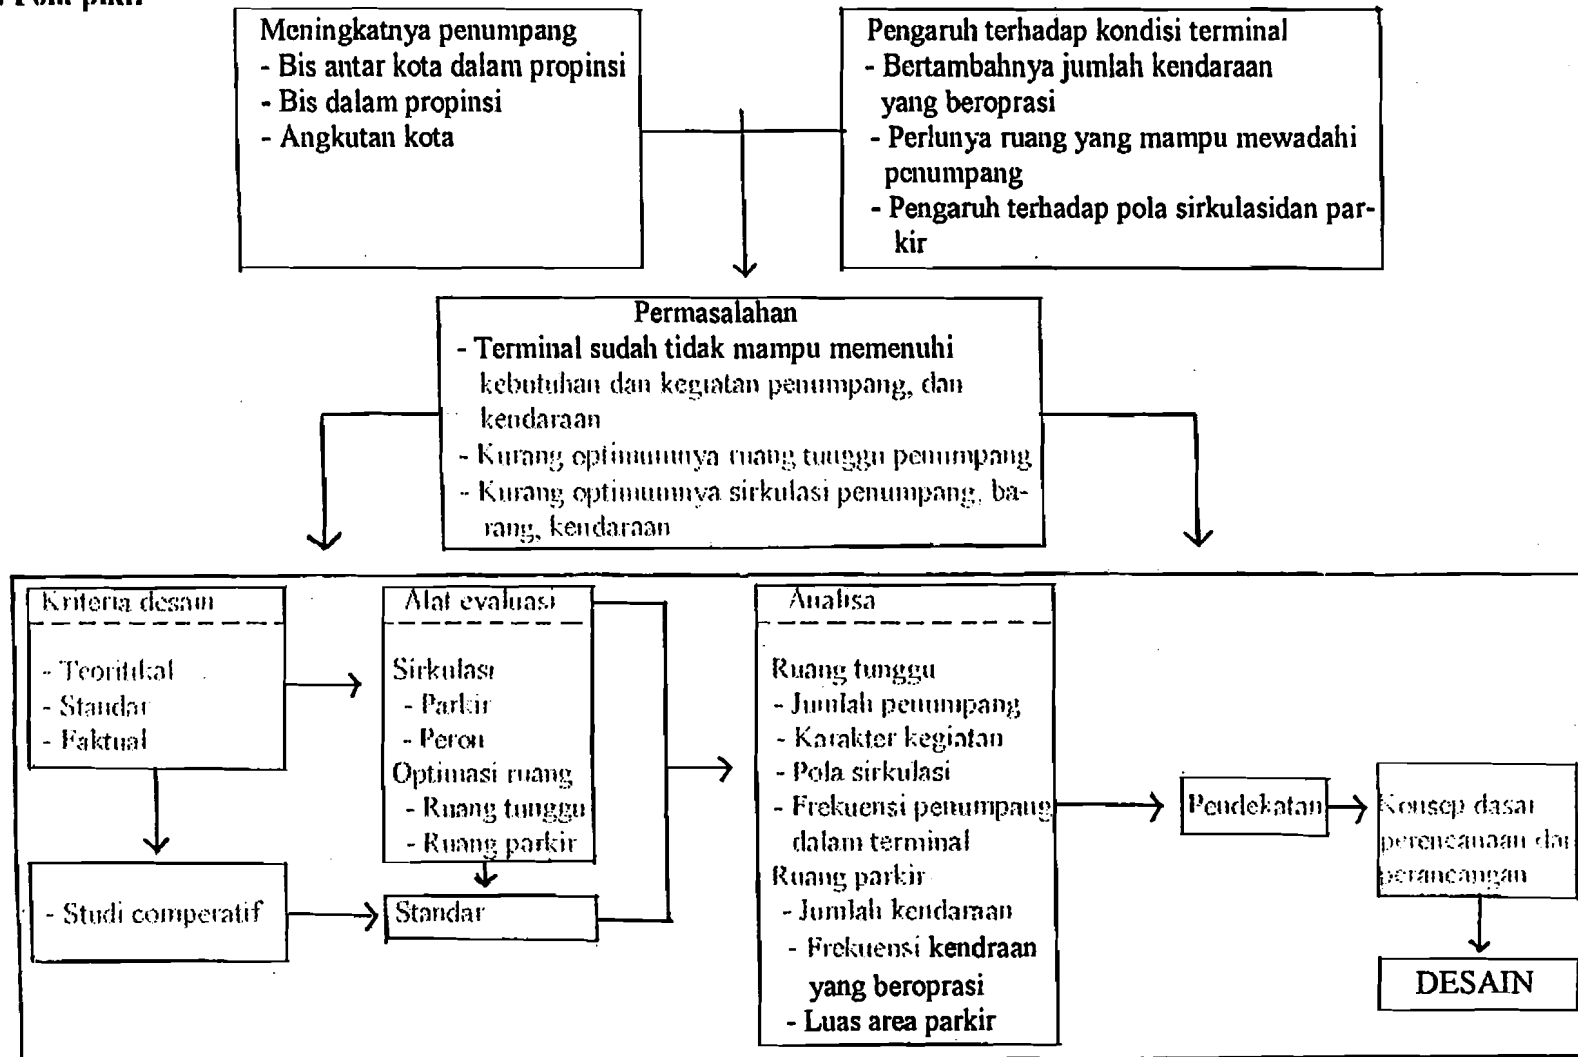 Pola pikir
Meningkatnya penumpang
- Bis antar kota dalam propinsi
- Bis dalam propinsi
- Angkutan kota
Pengaruh terhadap kondisi terminal
- Bertambahnya jumlah kendaraan
yang beroprasi
- Perlunya ruang yang mampu mewadahi
penumpang
- Pengaruh terhadap pola sirkulasidan par-
kir
Permasalahan
- Terminal sudah tidak mampu memenuhi
kebutuhan dan kegiatan penumpang, dan
kendaraan
- Kurang optimumnya ruang tunggu penumpang
- Kurang optimumnya sirkulasi penumpang, ba-
rang, kendaraan
Kriteria desain
- Teoritikal
- Standar
- Faktual
- Studi comperatif
Alat evaluasi
Sirkulasi
- Parkir
- Peron
Optimasi ruang
- Ruang tunggu
- Ruang parkir
Standar
Analisa
Ruang tunggu
- Jumlah penumpang
- Karakter kegiatan
- Pola sirkulasi
- Frekuensi penumpang
dalam terminal
Ruang parkir
- Jumlah kendaraan
- Frekuensi kendraan
yang beroprasi
- Luas area parkir
Pendekatan
Konsep dasar
perencanaan dan
perancangan
DESAIN